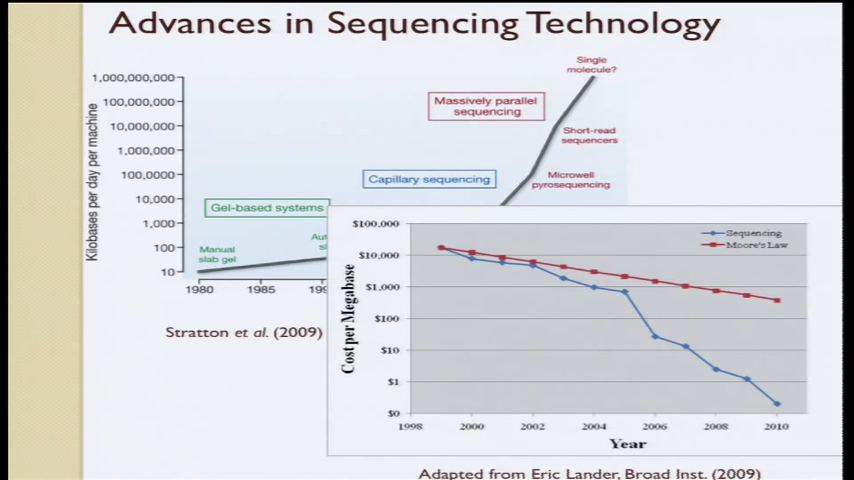 Advances in Sequencing Technology
Single
molecule?
1,000,000,000
100,000,000
10,000,000
1,000,000
100,0000
10,000
1,000
100
10
Kilobases per day per machine
Massively parallel
sequencing
Short-read
sequencers
Microwell
pyrosequencing
Capillary sequencing
Gel-based systems
Manual
slab gel
1980
1985
Stratton et al. (2009)
$100,000
$10,000
$1,000
$100
$10
$1
$0
Cost per Megabase
Sequencing
Moore's Law
1998
2000
2002
2004
2006
2008
2010
Year
Adapted from Eric Lander, Broad Inst. (2009)